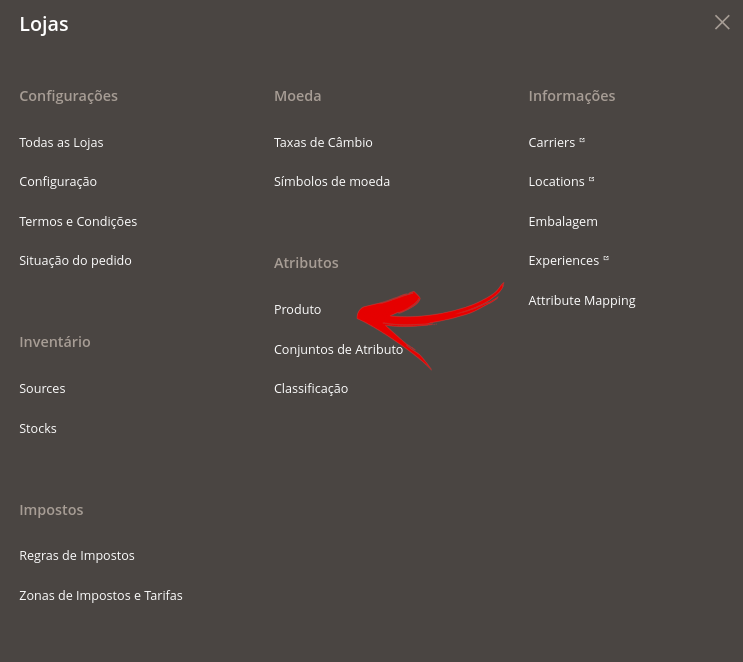 Lojas
Configurações
Todas as Lojas
Configuração
Termos e Condições
Situação do pedido
Inventário
Sources
Stocks
Impostos
Regras de Impostos
Zonas de Impostos e Tarifas
Moeda
Taxas de Câmbio
Símbolos de moeda
Atributos
Produto
Conjuntos de Atributo
Classificação
Informações
Carriers
Locations
Embalagem
Experiences
Attribute Mapping